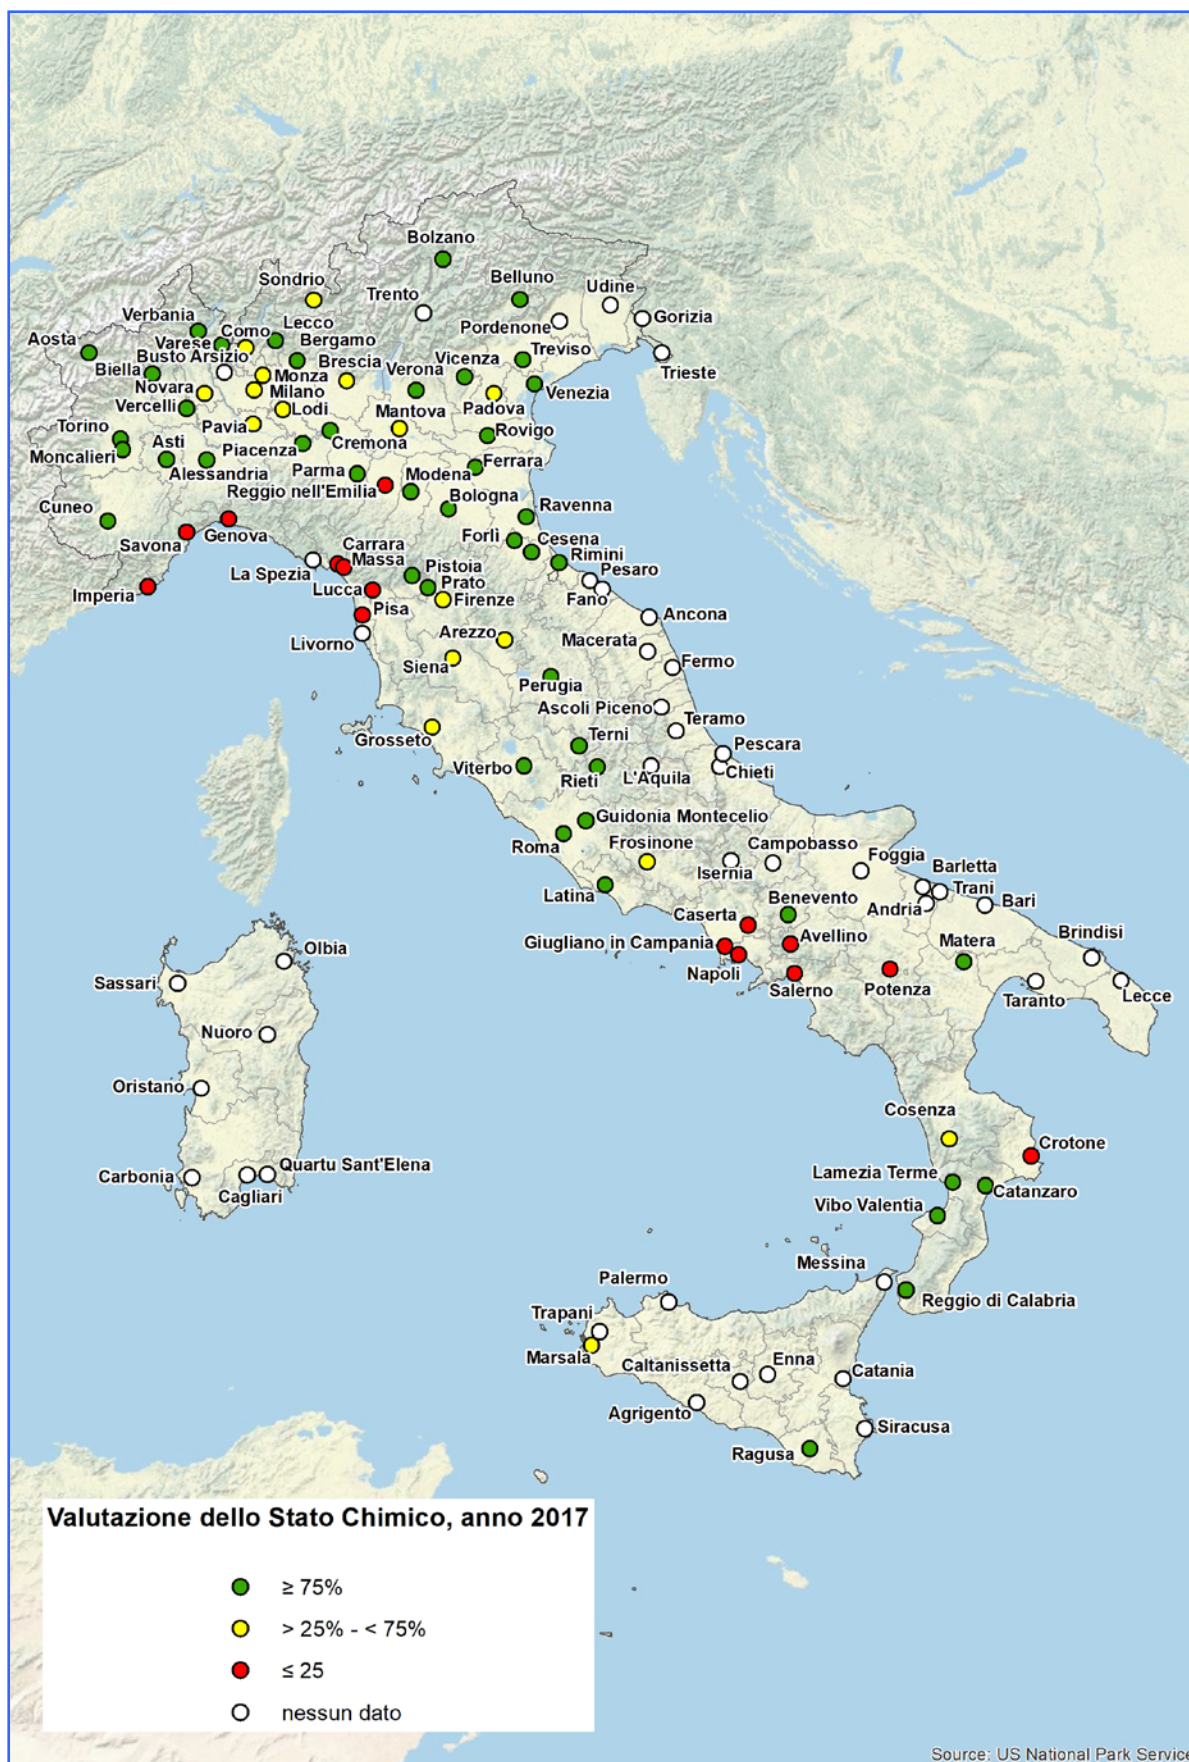 Bolzano
Sondrio
Belluno
Udine
Trento
Verbania
Como
Lecco
Pordenone
Gorizia
Aosta
Varese
Bergamo
Busto Arsizio
Brescia
Vicenza
Treviso
Biella
Monza
Verona
Trieste
Novara
Milano
Venezia
Vercelli
Lodi
Mantova
Padova
Torino
Pavia
Rovigo
Asti
Piacenza
Cremona
Moncalieri
Alessandria
Parma
Modena
Ferrara
Reggio nell'Emilia
Bologna
Cuneo
Ravenna
Savona
Genova
Forlì
Cesena
Carrara
Massa
Rimini
La Spezia
Pistoia
Pesaro
Imperia
Lucca
Prato
Fano
Pisa
Firenze
Ancona
Livorno
Arezzo
Macerata
Siena
Fermo
Perugia
Ascoli Piceno
Teramo
Grosseto
Terni
Pescara
Viterbo
Rieti
L'Aquila
Chieti
Guidonia Montecelio
Roma
Frosinone
Campobasso
Isernia
Foggia
Barletta
Latina
Trani
Benevento
Andria
Bari
Caserta
Avellino
Brindisi
Giugliano in Campania
Matera
Olbia
Napoli
Sassari
Salerno
Potenza
Taranto
Lecce
Nuoro
Oristano
Cosenza
Crotone
Quartu Sant'Elena
Lamezia Terme
Carbonia
Catanzaro
Cagliari
Vibo Valentia
Messina
Palermo
Reggio di Calabria
Trapani
Marsala
Enna
Caltanissetta
Catania
Agrigento
Siracusa
Ragusa
Valutazione dello Stato Chimico, anno 2017
≥ 75%
> 25% - < 75%
≤ 25
nessun dato
Source: US National Park Service